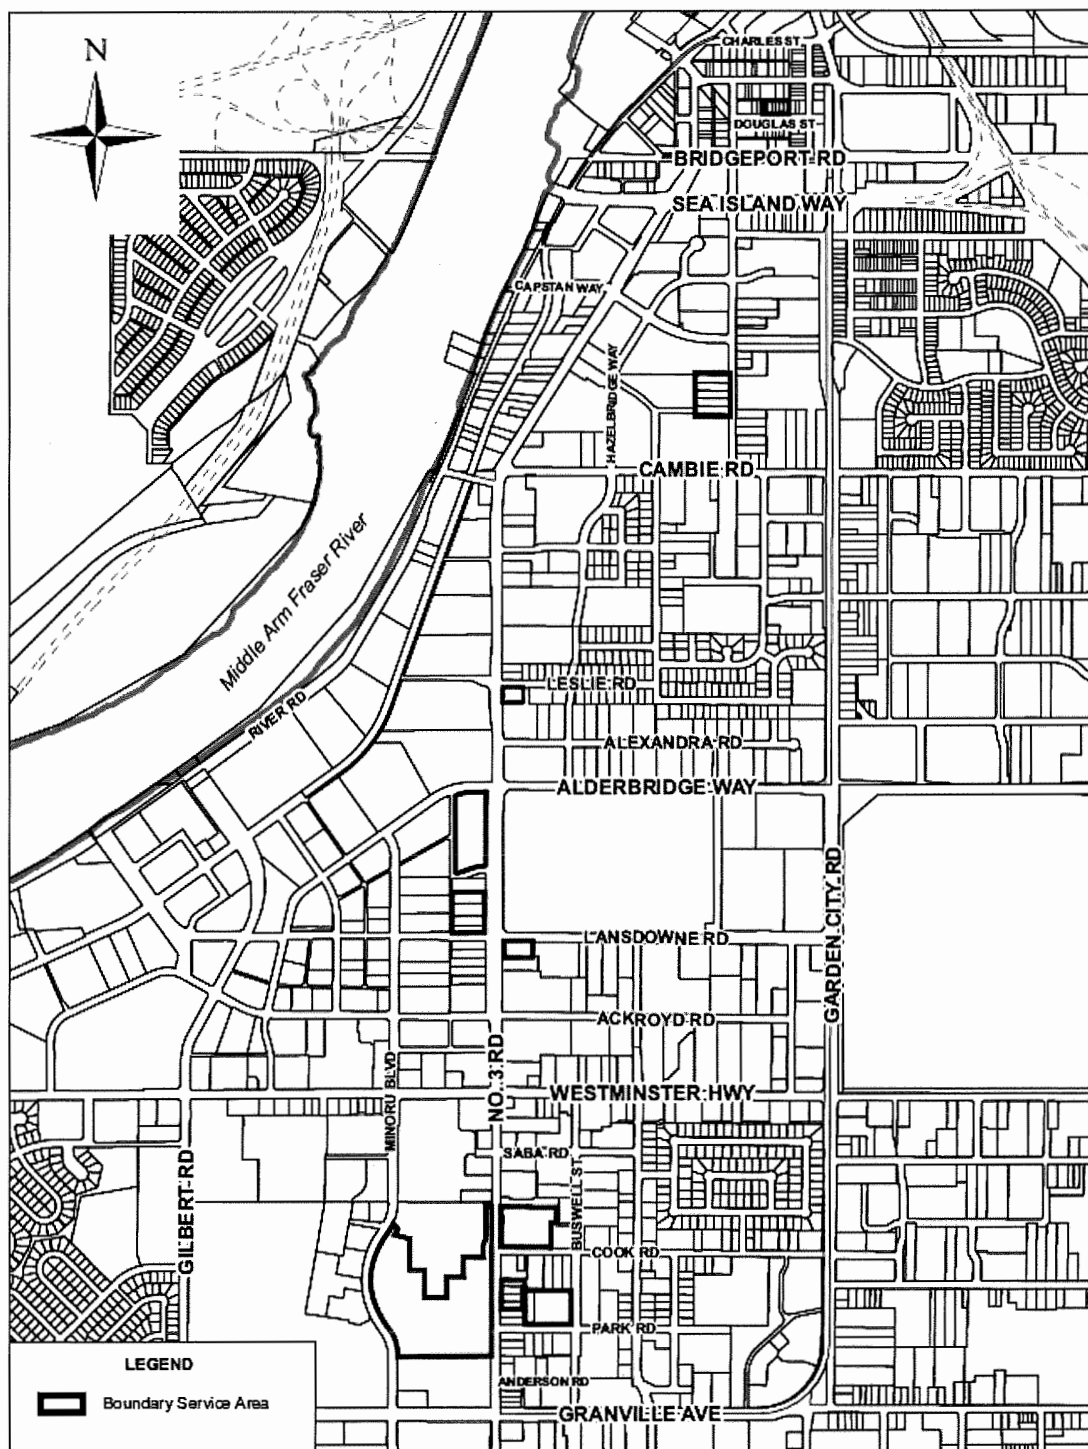 N
CHARLES ST
DOUGLAS ST
BRIDGEPORT RD
SEA ISLAND WAY
CAPSTAN WAY
HAZELBRIDGE WAY
CAMBIE RD
Middle Arm Fraser River
RIVER RD
LESLIE RD
ALEXANDRA RD
ALDERBRIDGE WAY
GARDEN CITY RD
LANSDOWNE RD
ACKROYD RD
NO. 3 RD
MINORU BLVD
WESTMINSTER HWY
SABA RD
BUSWELL ST
GILBERT RD
COOK RD
PARK RD
ANDERSON RD
GRANVILLE AVE
LEGEND
Boundary Service Area